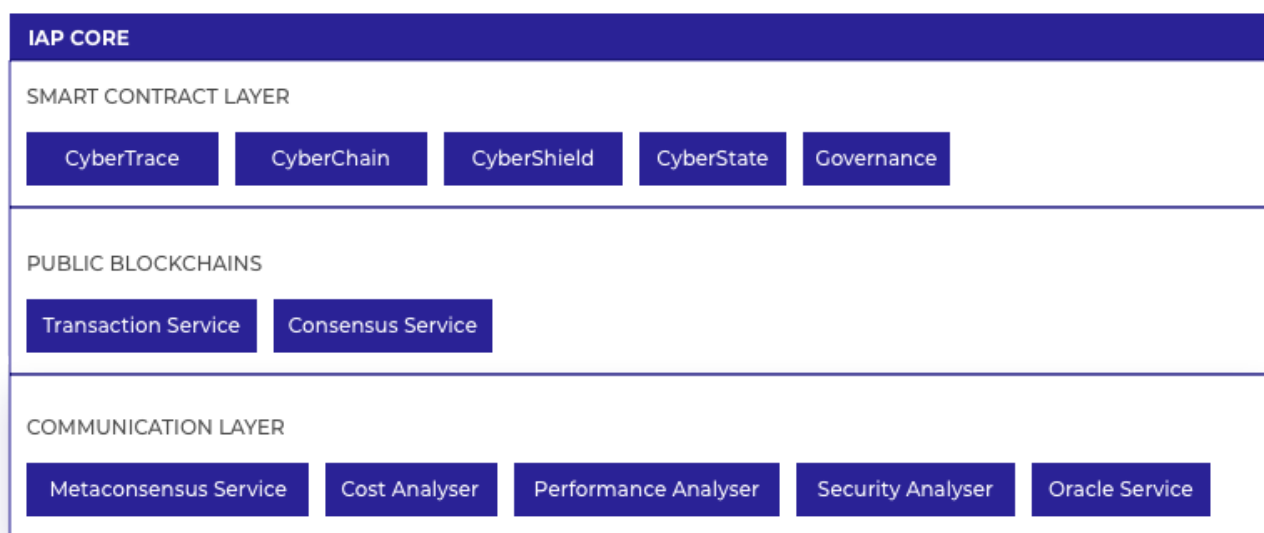 IAP CORE
SMART CONTRACT LAYER
CyberTrace CyberChain CyberShield CyberState Governance
PUBLIC BLOCKCHAINS
Transaction Service Consensus Service
COMMUNICATION LAYER
Metaconsensus Service Cost Analyser Performance Analyser Security Analyser Oracle Service